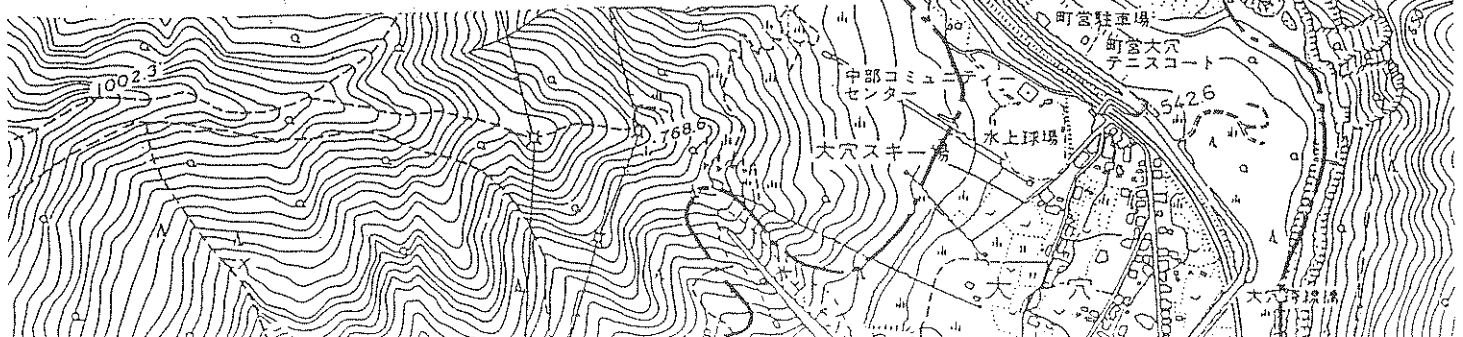 町営駐車場
町営大穴
テニスコート
1002.3
中部コミュニティー
センター
542.6
768.6
水上球場
大穴スキー場
大穴